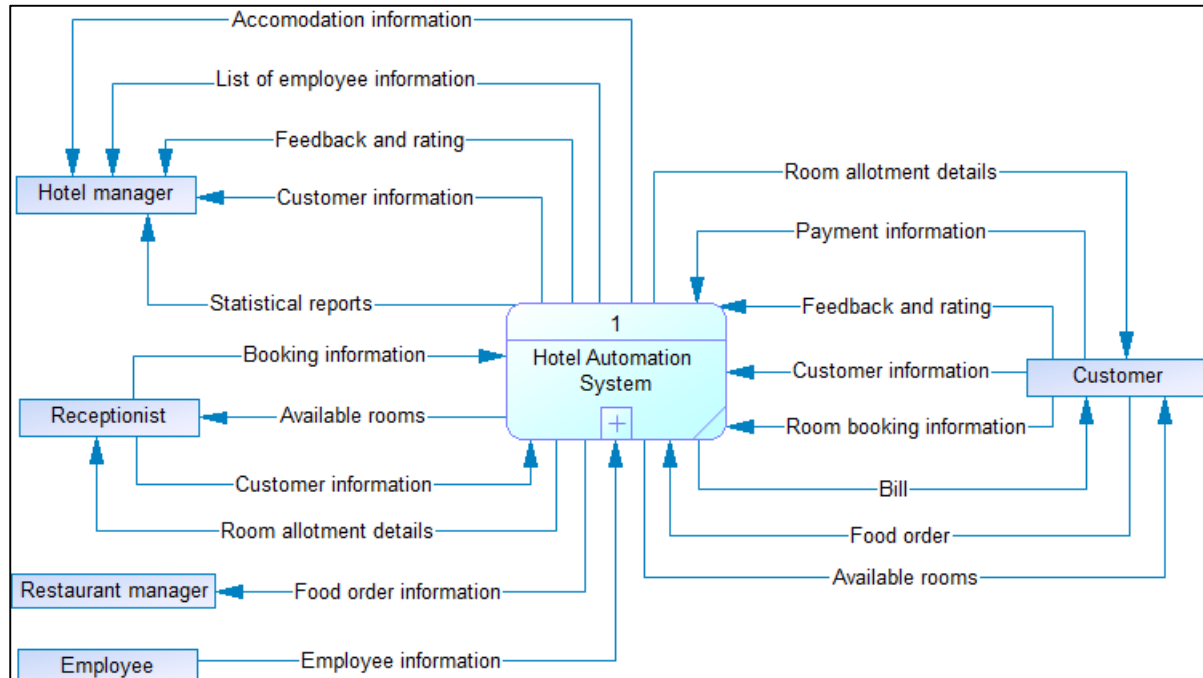 Accomodation information
List of employee information
Feedback and rating
Room allotment details
Hotel manager
Customer information
Payment information
Statistical reports
Feedback and rating
1
Booking information
Hotel Automation
System
Customer information
Customer
Receptionist
Available rooms
Room booking information
Customer information
Bill
Room allotment details
Food order
Restaurant manager
Food order information
Available rooms
Employee
Employee information